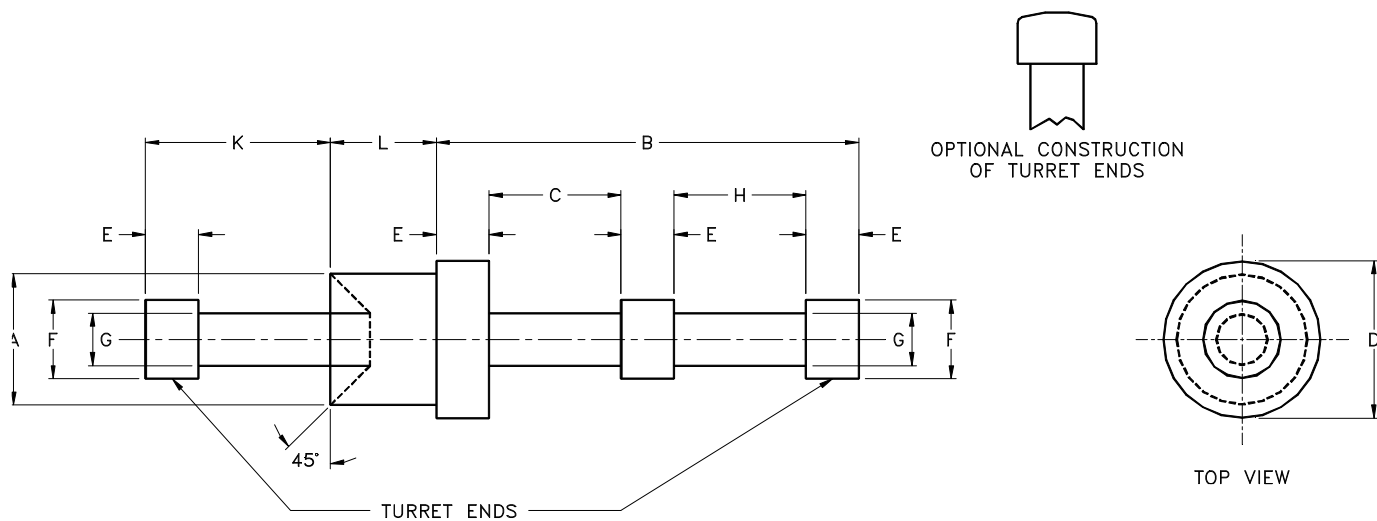 OPTIONAL CONSTRUCTION
OF TURRET ENDS
K L B
C H
E E E E
A F G G F D
45°
TOP VIEW
TURRET ENDS